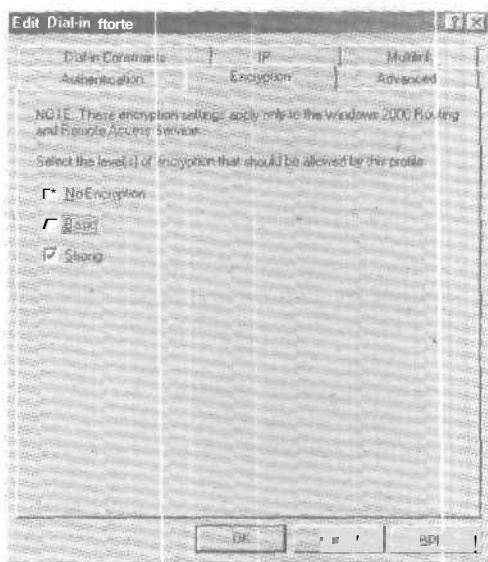 Edit Dial-in ftorte
Dial-in Constraints IP Multilink
Authentication Encryption Advanced
NOTE: These encryption settings apply only to the Windows 2000 Routing
and Remote Access Service.
Select the level(s) of encryption that should be allowed by this profile
No Encryption
Basic
Strong
OK